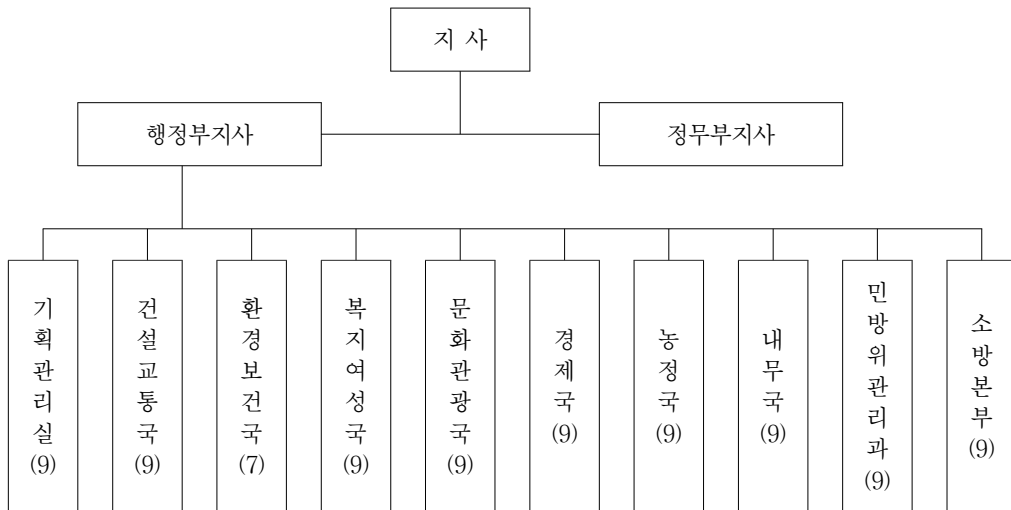 지 사
행정부지사
정무부지사
기획관리실(9)
건설교통국(9)
환경보건국(7)
복지여성국(9)
문화관광국(9)
경제국(9)
농정국(9)
내무국(9)
민방위관리과(9)
소방본부(9)